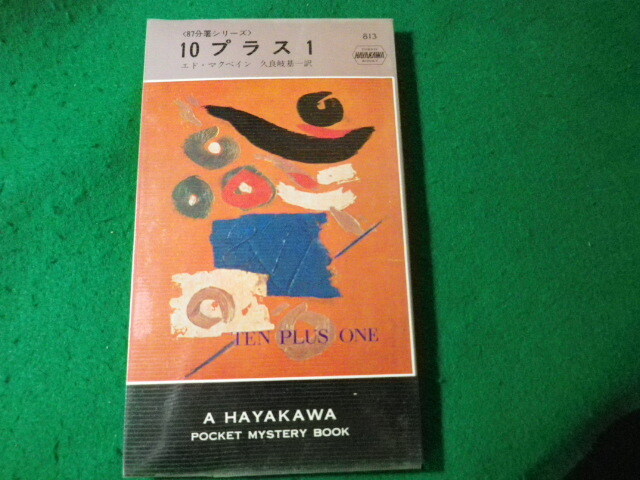 〈87分署シリーズ〉
813
10プラス1
HAYAKAWA
エド・マクベイン 久良岐基一訳
TEN PLUS ONE
A HAYAKAWA
POCKET MYSTERY BOOK